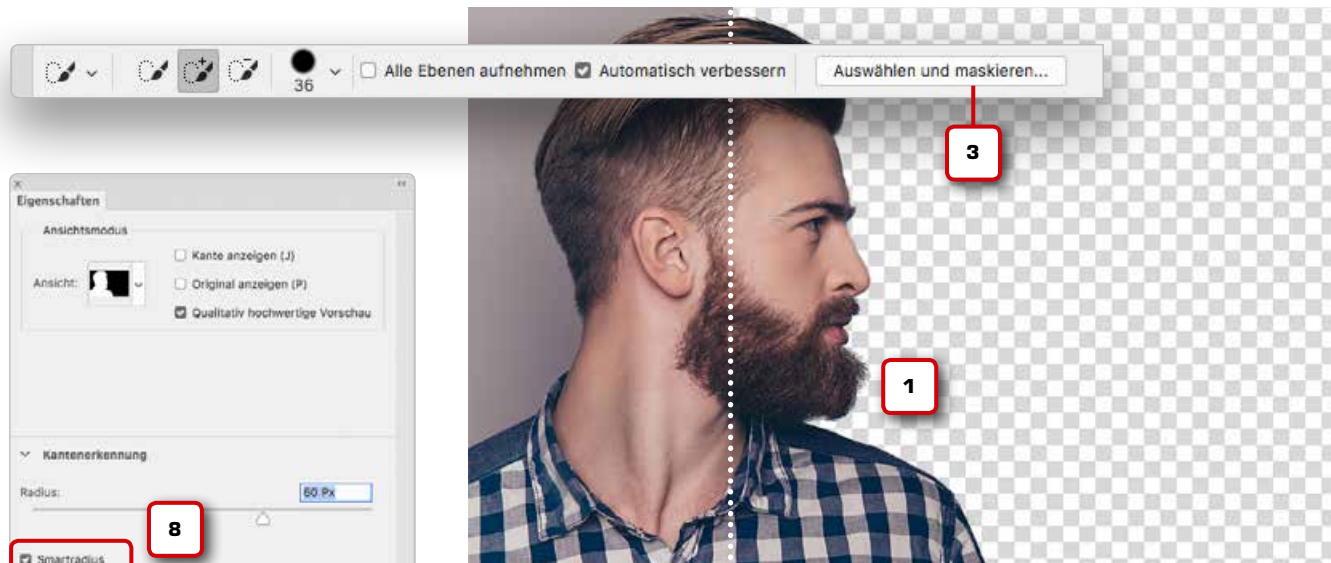 36
Alle Ebenen aufnehmen
Automatisch verbessern
Auswählen und maskieren...
3
Eigenschaften
Ansichtsmodus
Kante anzeigen (J)
Ansicht:
Original anzeigen (P)
Qualitativ hochwertige Vorschau
1
Kantenerkennung
Radius:
60 Px
8
Smartradius